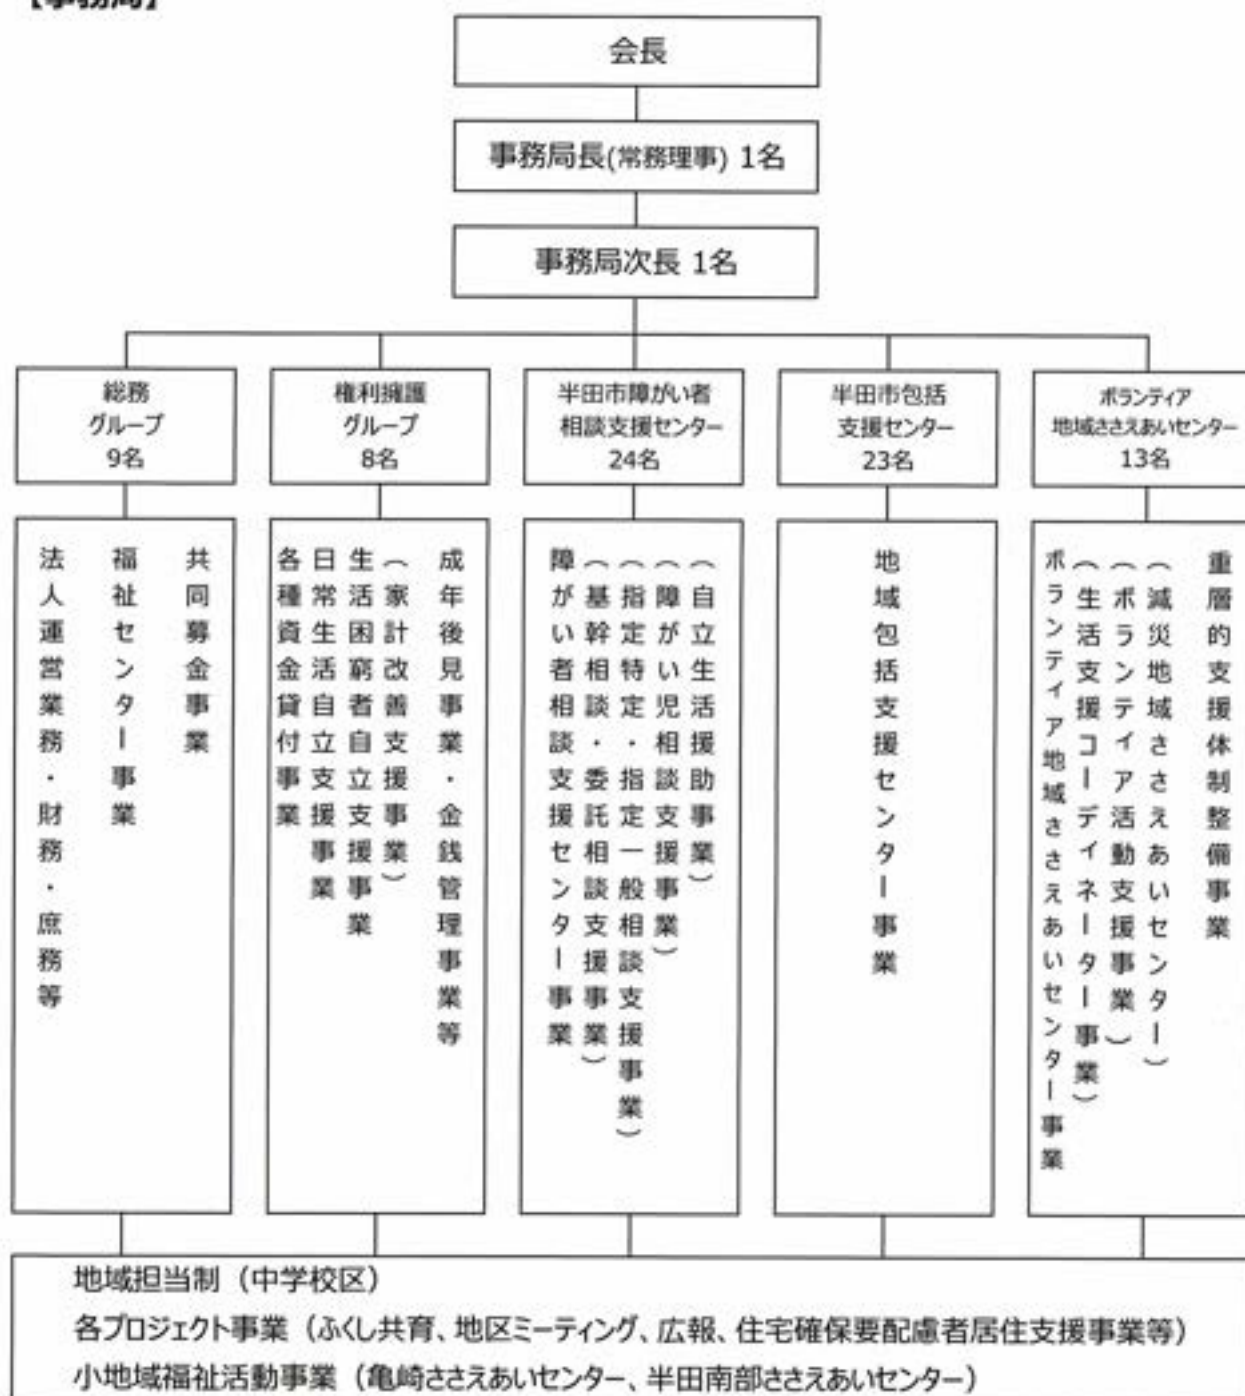 【事務局】
会長
事務局長(常務理事) 1名
事務局次長 1名
総務
グループ
9名
権利擁護
グループ
8名
半田市障がい者
相談支援センター
24名
半田市包括
支援センター
23名
ボランティア
地域ささえあいセンター
13名
共同募金事業
福祉センター事業
法人運営業務・財務・庶務等
成年後見事業・金銭管理事業等
(家計改善支援事業)
生活困窮者自立支援事業
日常生活自立支援事業
各種資金貸付事業
(自立生活援助事業)
(障がい児相談支援事業)
(指定特定・指定一般相談支援事業)
(基幹相談・委託相談支援事業)
障がい者相談支援センター事業
地域包括支援センター事業
重層的支援体制整備事業
(減災地域ささえあいセンター)
(ボランティア活動支援事業)
(生活支援コーディネーター事業)
ボランティア地域ささえあいセンター事業
地域担当制（中学校区）
各プロジェクト事業（ふくし共育、地区ミーティング、広報、住宅確保要配慮者居住支援事業等）
小地域福祉活動事業（亀崎ささえあいセンター、半田南部ささえあいセンター）